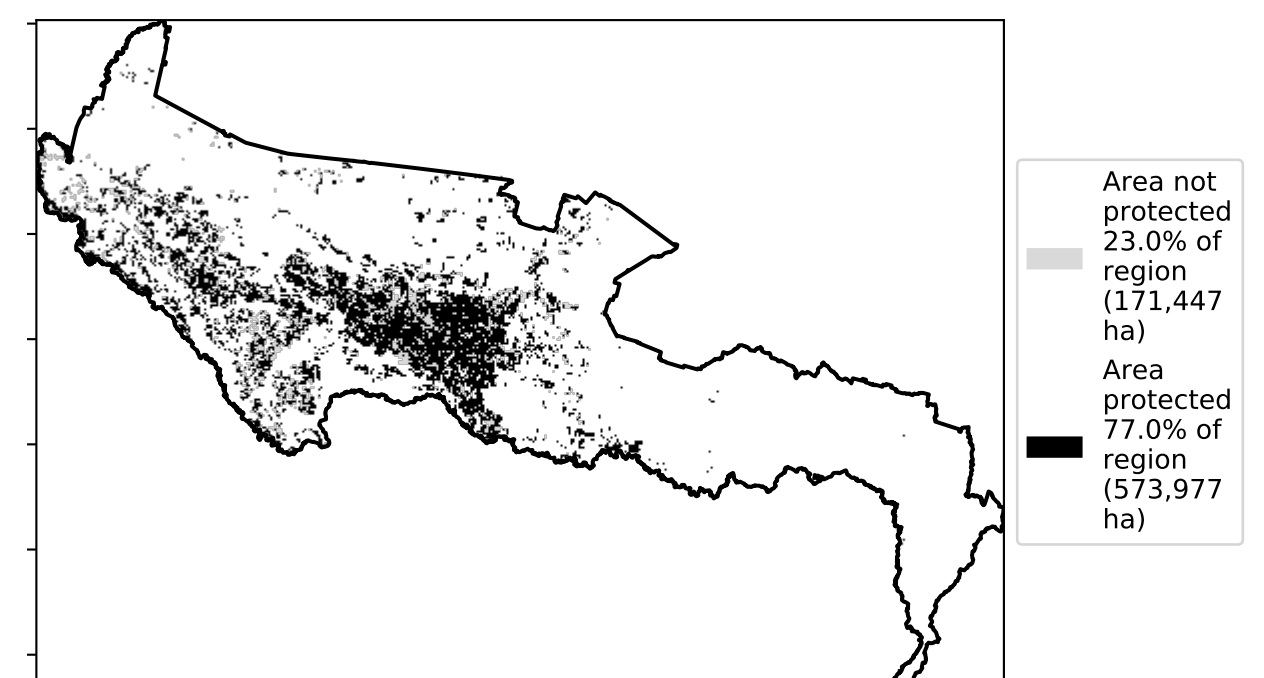 Area not
protected
23.0% of
region
(171,447
ha)
Area
protected
77.0% of
region
(573,977
ha)